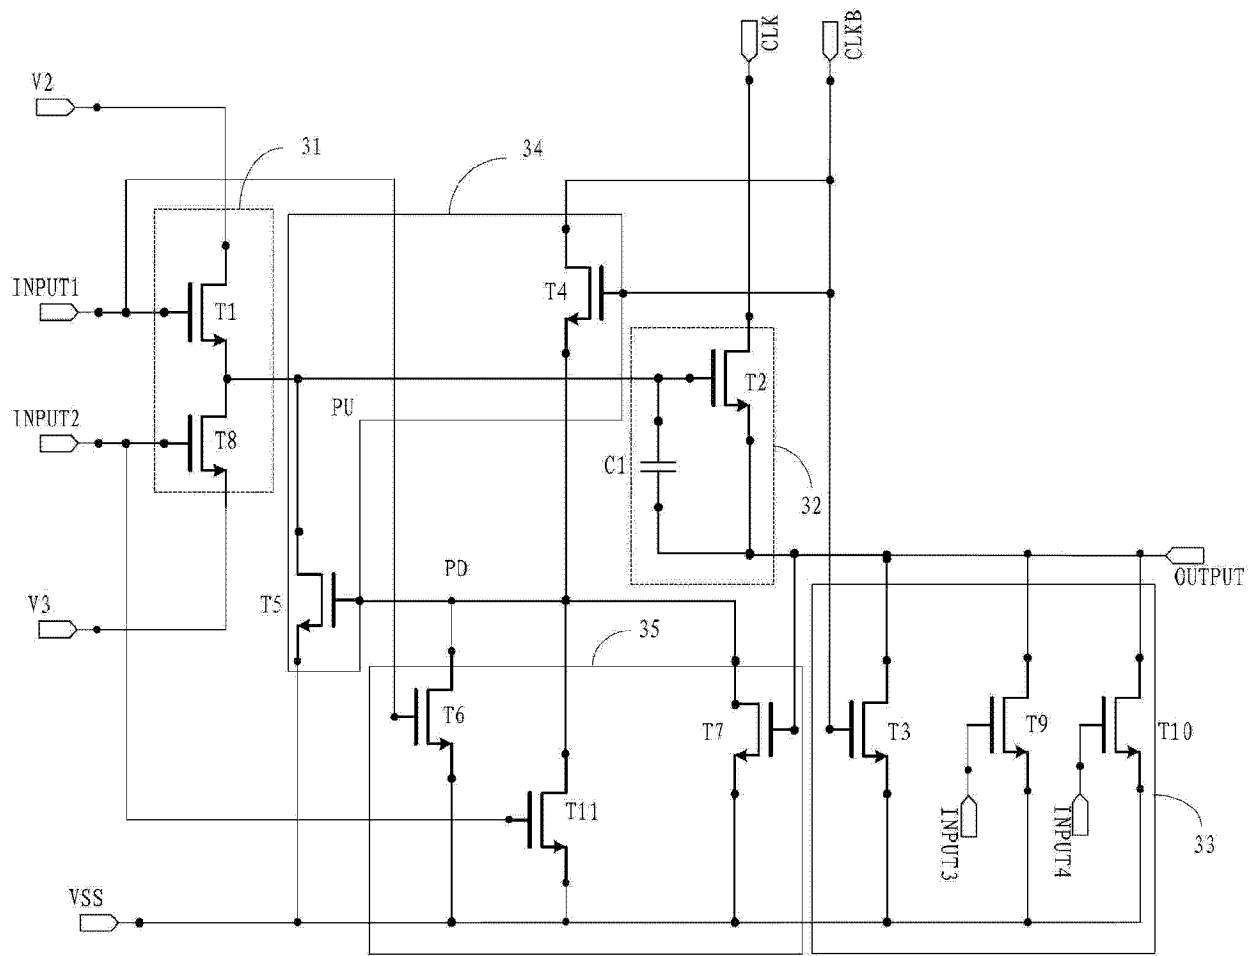 CLK
CLKB
V2
31
34
INPUT1
T1
T4
T2
INPUT2
T8
PU
C1
32
PD
OUTPUT
V3
T5
35
T6
T7
T3
T9
T10
T11
INPUT3
INPUT4
33
VSS